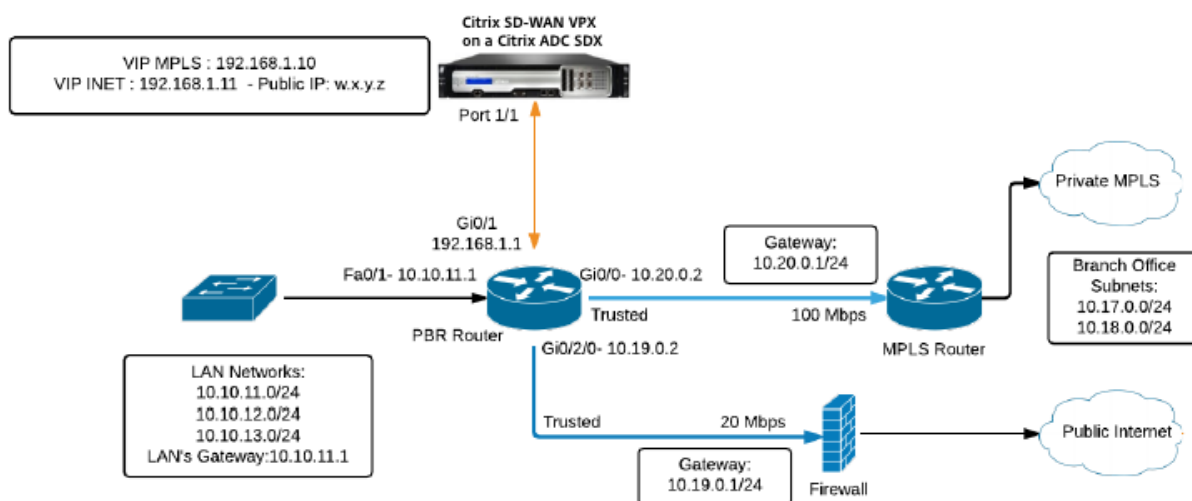 Citrix SD-WAN VPX
on a Citrix ADC SDX
VIP MPLS : 192.168.1.10
VIP INET : 192.168.1.11 - Public IP: w.x.y.z
Port 1/1
Private MPLS
Gi0/1
192.168.1.1
Gateway:
10.20.0.1/24
Fa0/1- 10.10.11.1
Gi0/0- 10.20.0.2
Branch Office
Subnets:
10.17.0.0/24
10.18.0.0/24
Trusted
100 Mbps
PBR Router
MPLS Router
Gi0/2/0- 10.19.0.2
LAN Networks:
10.10.11.0/24
10.10.12.0/24
10.10.13.0/24
LAN's Gateway:10.10.11.1
Trusted
20 Mbps
Public Internet
Gateway:
10.19.0.1/24
Firewall